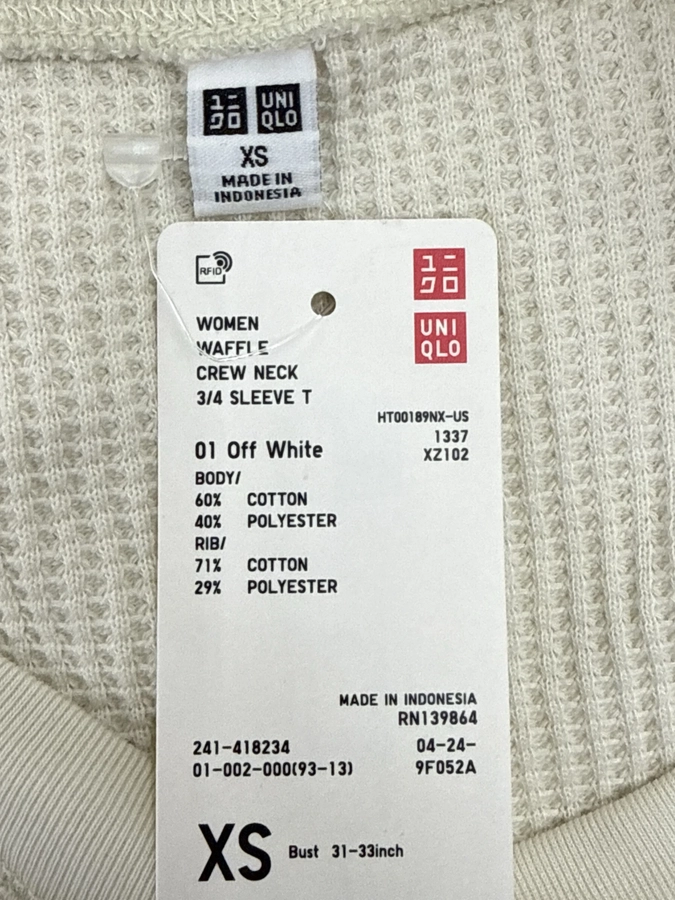 ユニ
クロ
UNI
QLO
XS
MADE IN
INDONESIA
RFID
ユニ
クロ
UNI
QLO
WOMEN
WAFFLE
CREW NECK
3/4 SLEEVE T
HT00189NX-US
1337
XZ102
01 Off White
BODY/
60% COTTON
40% POLYESTER
RIB/
71% COTTON
29% POLYESTER
MADE IN INDONESIA
RN139864
241-418234 04-24-
01-002-000(93-13) 9F052A
XS Bust 31-33inch